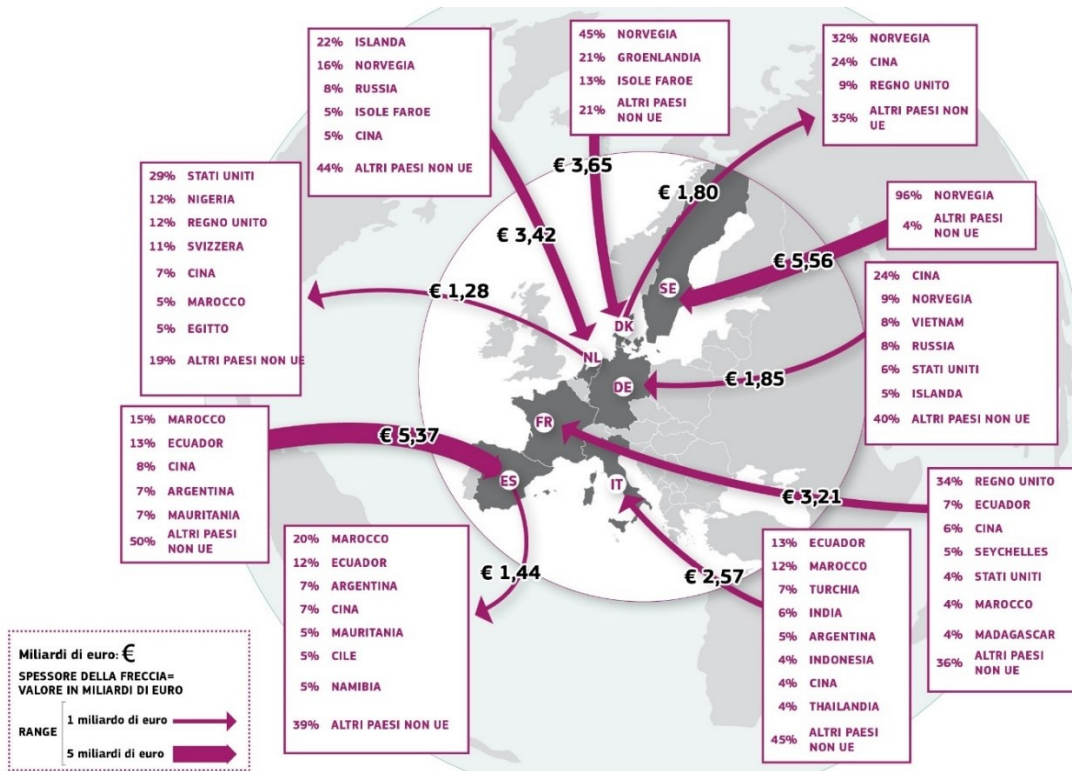 22% ISLANDA
16% NORVEGIA
8% RUSSIA
5% ISOLE FAROE
5% CINA
44% ALTRI PAESI NON UE
45% NORVEGIA
21% GROENLANDIA
13% ISOLE FAROE
21% ALTRI PAESI
NON UE
32% NORVEGIA
24% CINA
9% REGNO UNITO
35% ALTRI PAESI NON
UE
29% STATI UNITI
12% NIGERIA
12% REGNO UNITO
11% SVIZZERA
7% CINA
5% MAROCCO
5% EGITTO
19% ALTRI PAESI NON UE
96% NORVEGIA
4% ALTRI PAESI
NON UE
24% CINA
9% NORVEGIA
8% VIETNAM
8% RUSSIA
6% STATI UNITI
5% ISLANDA
40% ALTRI PAESI NON UE
€ 3,65
€ 1,80
€ 3,42
€ 5,56
€ 1,28
€ 1,85
€ 5,37
€ 3,21
€ 1,44
€ 2,57
SE
DK
NL
DE
FR
ES
IT
15% MAROCCO
13% ECUADOR
8% CINA
7% ARGENTINA
7% MAURITANIA
50% ALTRI PAESI
NON UE
20% MAROCCO
12% ECUADOR
7% ARGENTINA
7% CINA
5% MAURITANIA
5% CILE
5% NAMIBIA
39% ALTRI PAESI NON UE
13% ECUADOR
12% MAROCCO
7% TURCHIA
6% INDIA
5% ARGENTINA
4% INDONESIA
4% CINA
4% THAILANDIA
45% ALTRI PAESI
NON UE
34% REGNO UNITO
7% ECUADOR
6% CINA
5% SEYCHELLES
4% STATI UNITI
4% MAROCCO
4% MADAGASCAR
36% ALTRI PAESI
NON UE
Miliardi di euro: €
SPESSORE DELLA FRECCIA=
VALORE IN MILIARDI DI EURO
RANGE
1 miliardo di euro
5 miliardi di euro